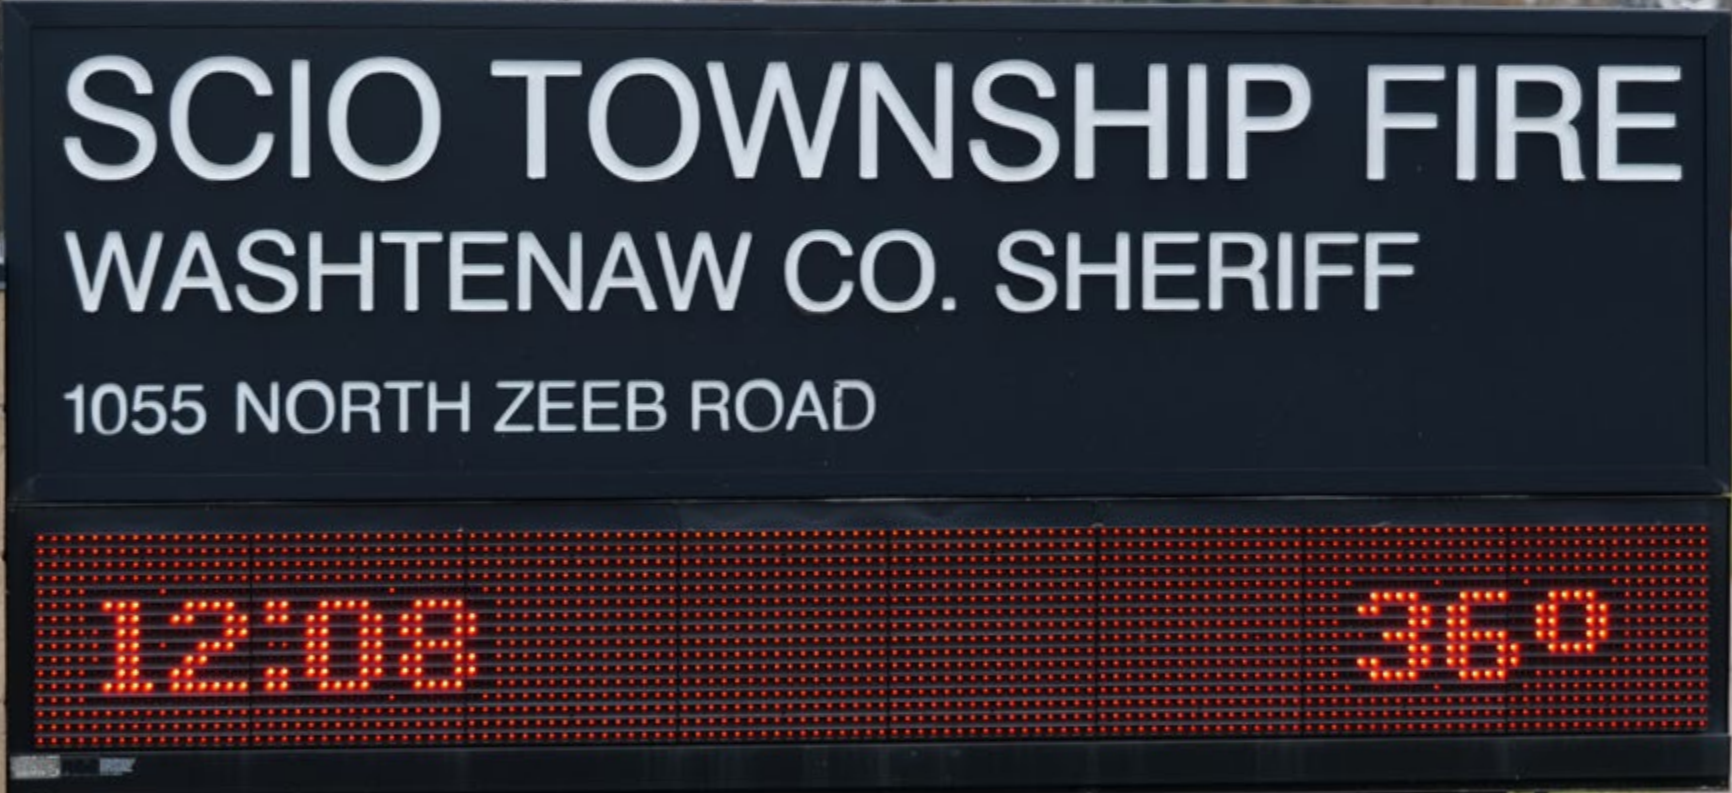 SCIO TOWNSHIP FIRE
WASHTENAW CO. SHERIFF
1055 NORTH ZEEB ROAD
12:08 36°